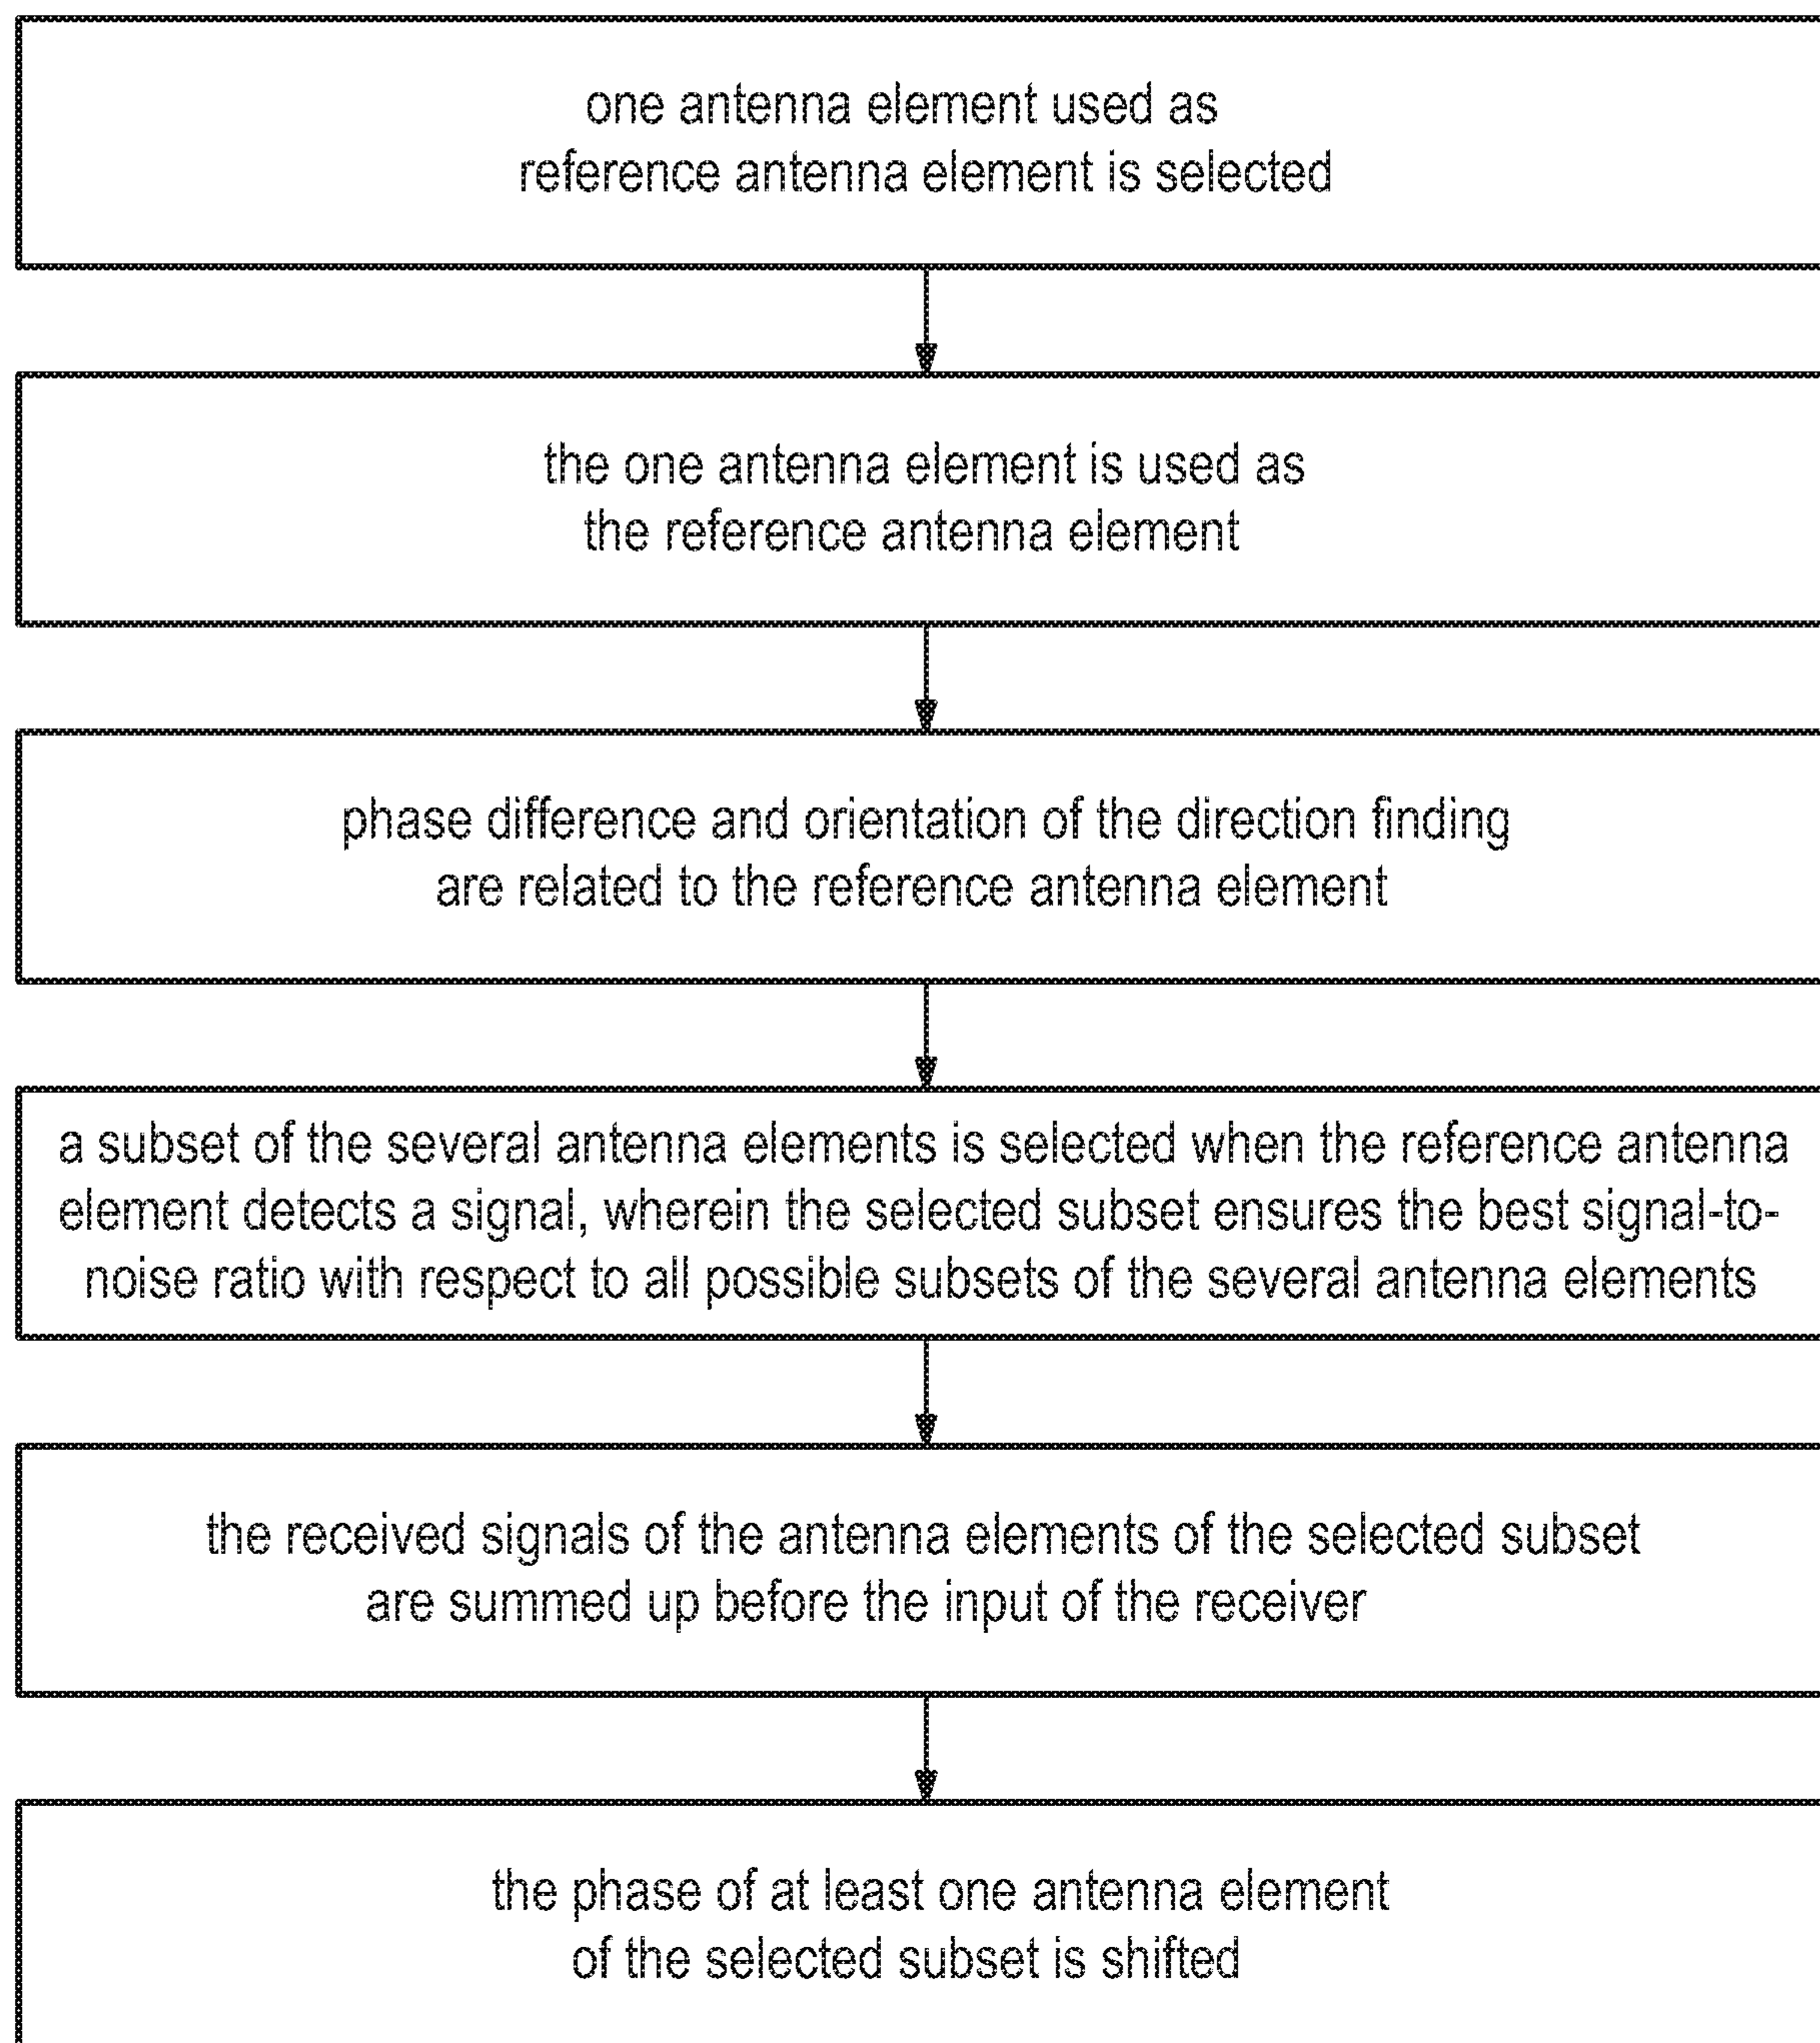 one antenna element used as
reference antenna element is selected
the one antenna element is used as
the reference antenna element
phase difference and orientation of the direction finding
are related to the reference antenna element
a subset of the several antenna elements is selected when the reference antenna
element detects a signal, wherein the selected subset ensures the best signal-to-
noise ratio with respect to all possible subsets of the several antenna elements
the received signals of the antenna elements of the selected subset
are summed up before the input of the receiver
the phase of at least one antenna element
of the selected subset is shifted